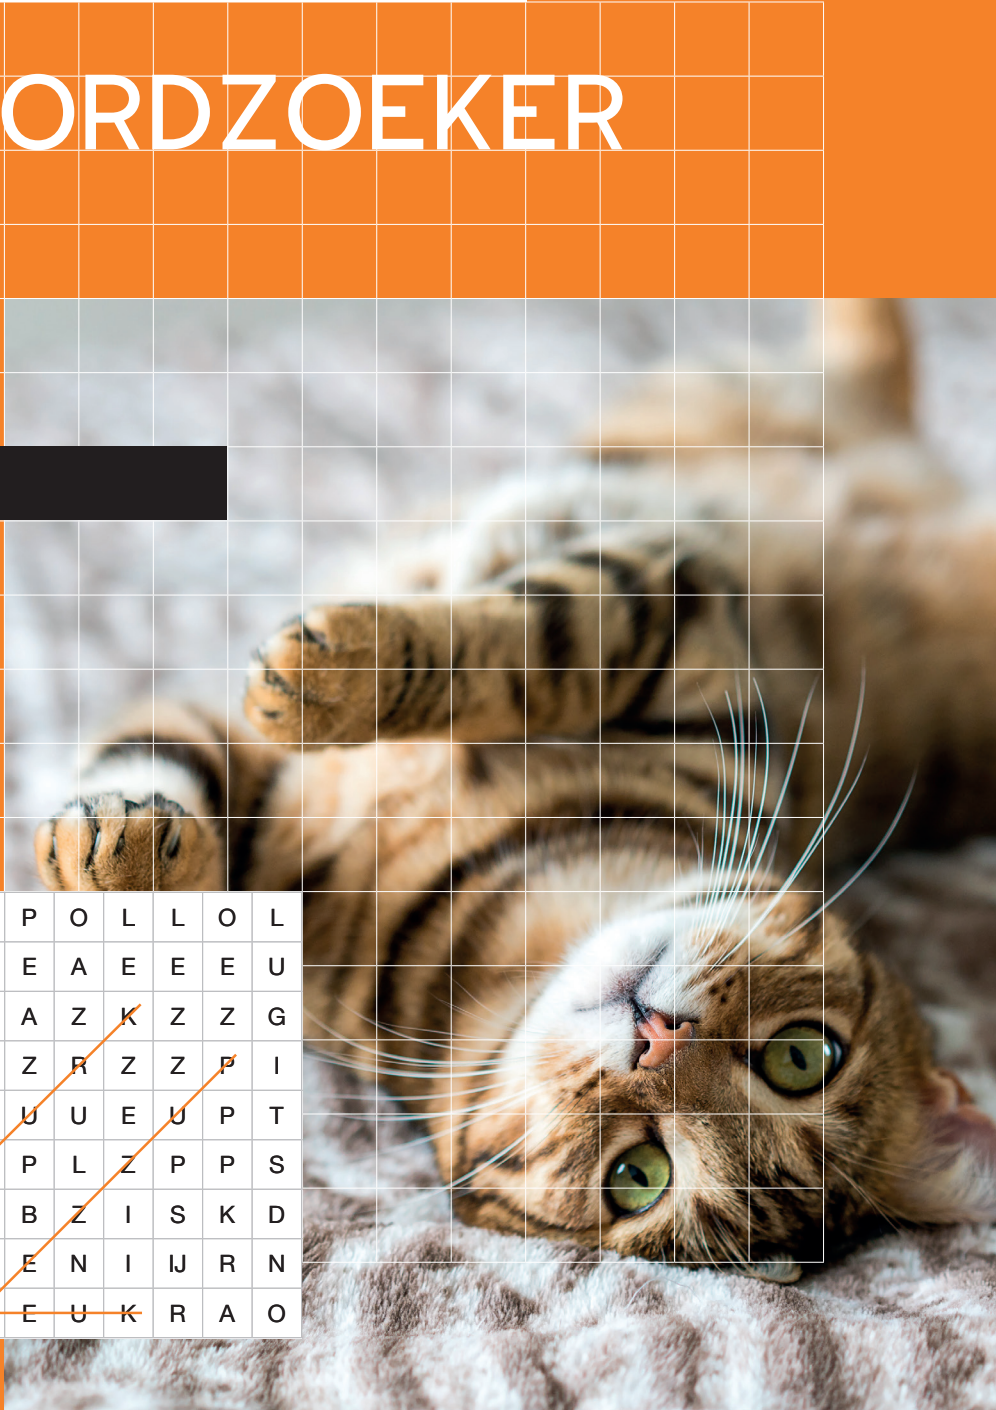 ORDZOEKER
P O L L O L
E A E E E U
A Z K Z Z G
Z R Z Z P I
U U E U P T
P L Z P P S
B Z I S K D
E N I IJ R N
E U K R A O